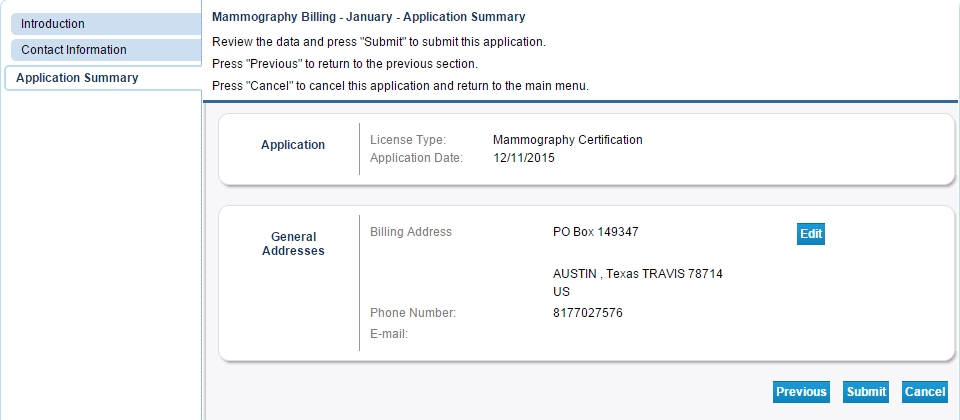 Introduction
Contact Information
Application Summary
Mammography Billing - January - Application Summary
Review the data and press "Submit" to submit this application.
Press "Previous" to return to the previous section.
Press "Cancel" to cancel this application and return to the main menu.
Application
License Type: Mammography Certification
Application Date: 12/11/2015
General
Addresses
Billing Address PO Box 149347 Edit
AUSTIN , Texas TRAVIS 78714
US
Phone Number: 8177027576
E-mail:
Previous Submit Cancel